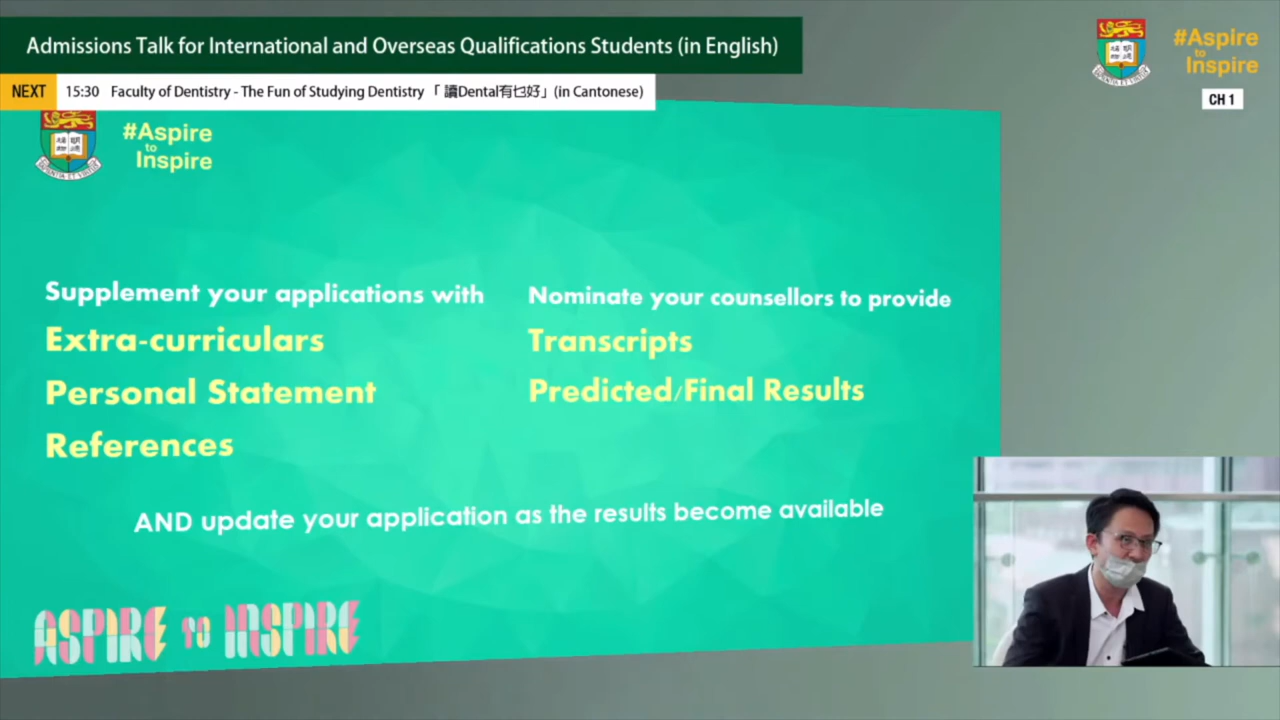 Admissions Talk for International and Overseas Qualifications Students (in English)
#Aspire
to
Inspire
NEXT 15:30 Faculty of Dentistry - The Fun of Studying Dentistry 「 讀Dental有乜好」(in Cantonese)
CH 1
#Aspire
to
Inspire
Supplement your applications with
Extra-curriculars
Personal Statement
References
Nominate your counsellors to provide
Transcripts
Predicted/Final Results
AND update your application as the results become available
ASPIRE TO INSPIRE